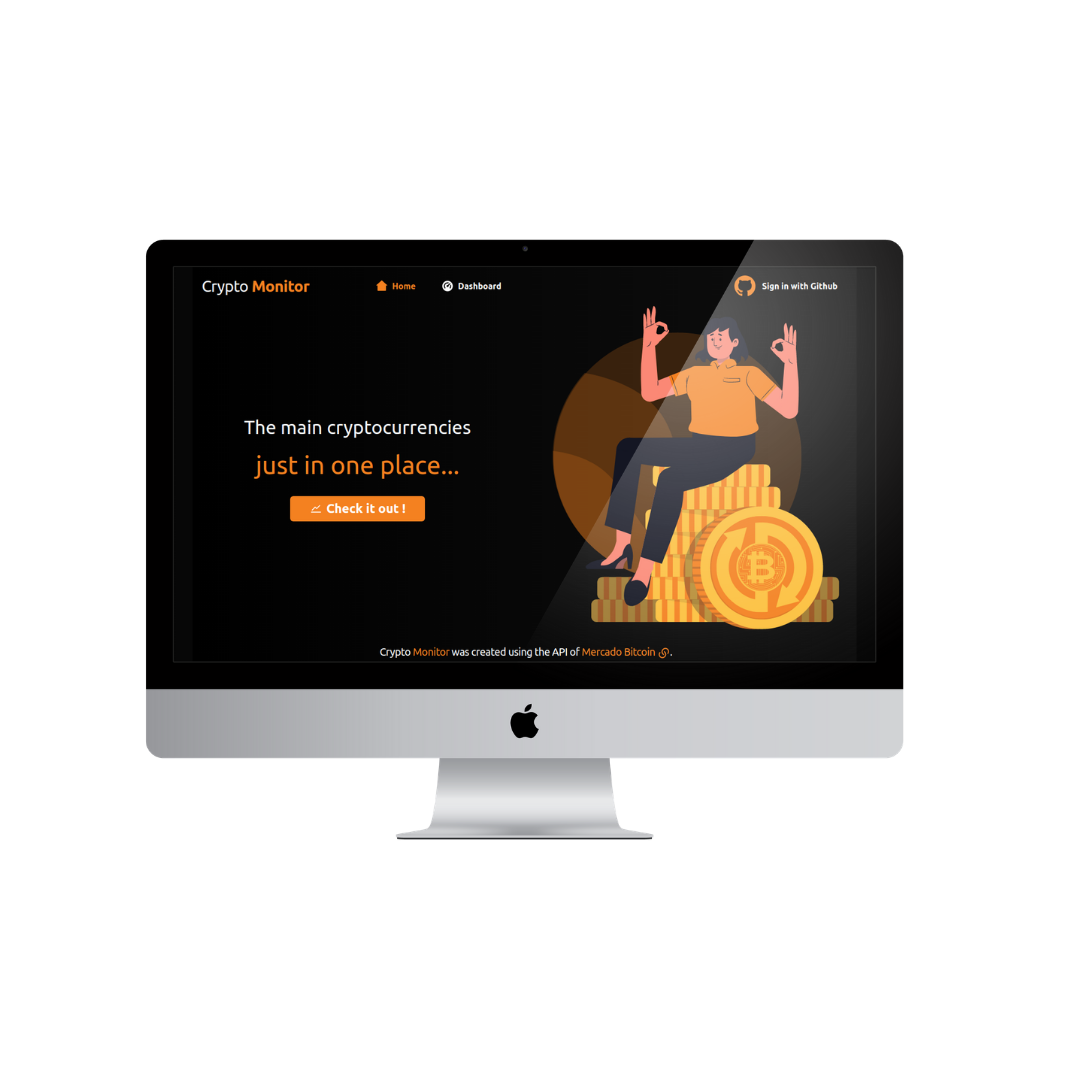 Crypto Monitor
Home
Dashboard
Sign in with Github
The main cryptocurrencies
just in one place...
Check it out !
Crypto Monitor was created using the API of Mercado Bitcoin .